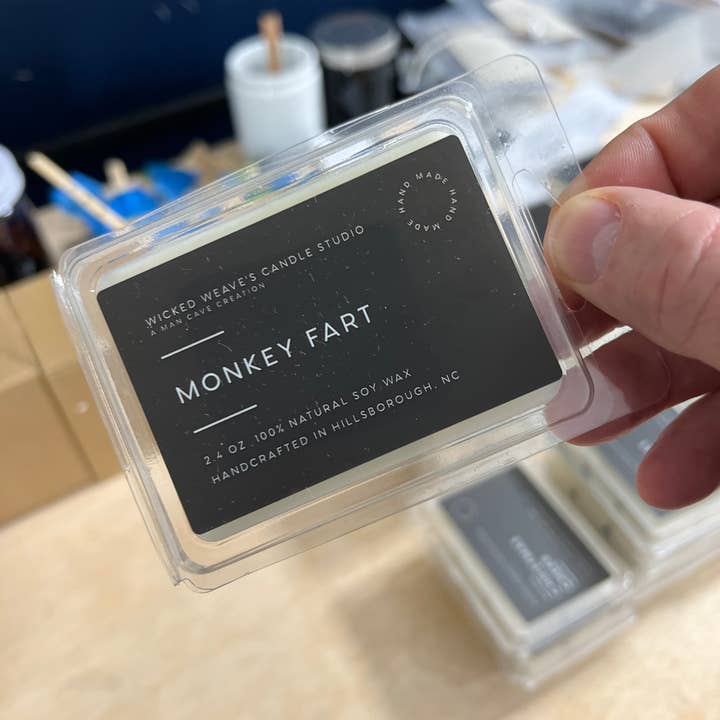 WICKED WEAVE'S CANDLE STUDIO
A MAN CAVE CREATION
HAND MADE HAND MADE
MONKEY FART
2.4 OZ 100% NATURAL SOY WAX
HANDCRAFTED IN HILLSBOROUGH, NC